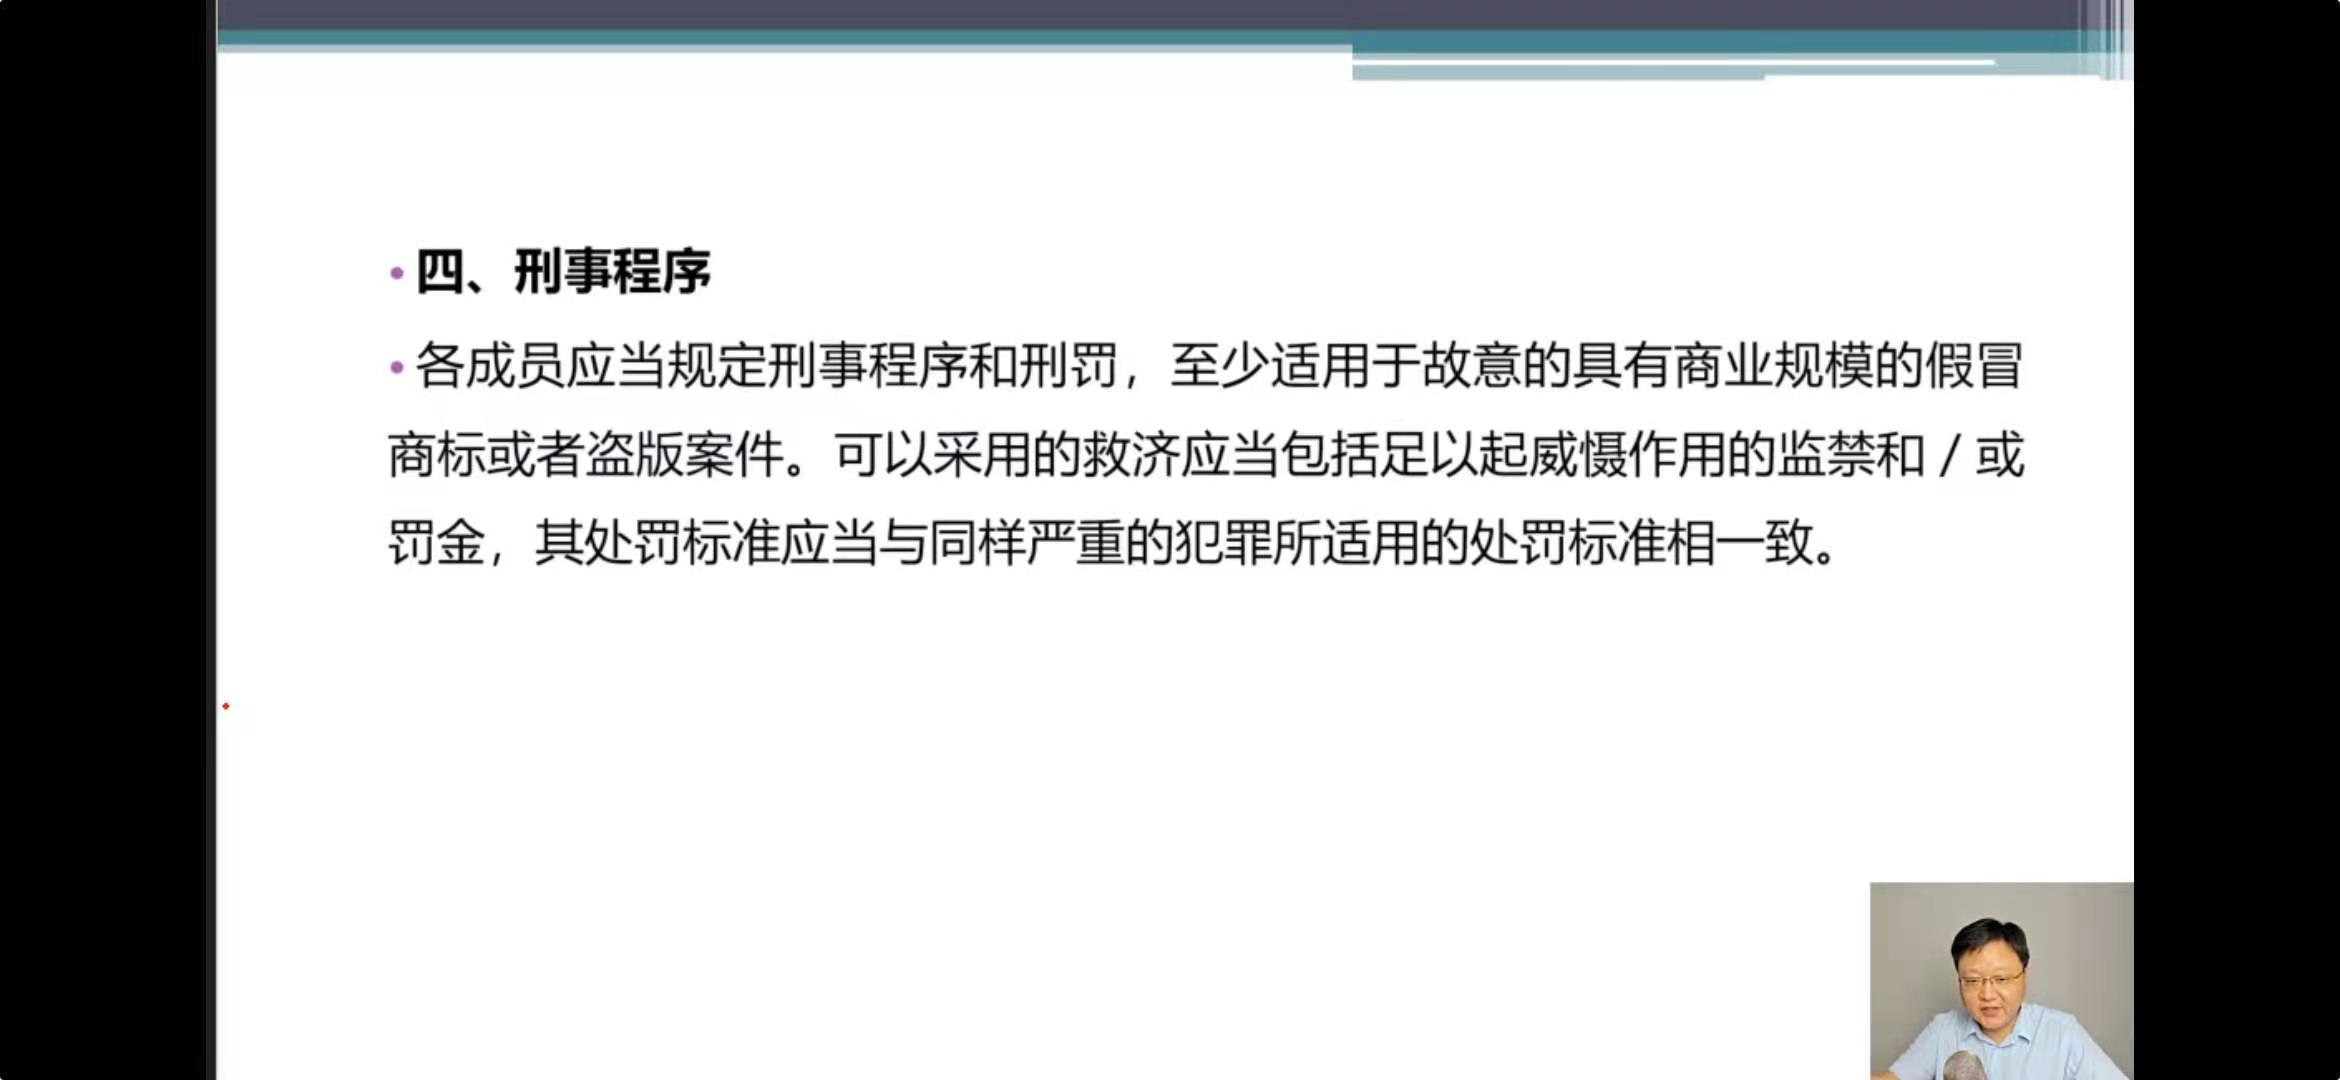 四、刑事程序
各成员应当规定刑事程序和刑罚，至少适用于故意的具有商业规模的假冒
商标或者盗版案件。可以采用的救济应当包括足以起威慑作用的监禁和 / 或
罚金，其处罚标准应当与同样严重的犯罪所适用的处罚标准相一致。